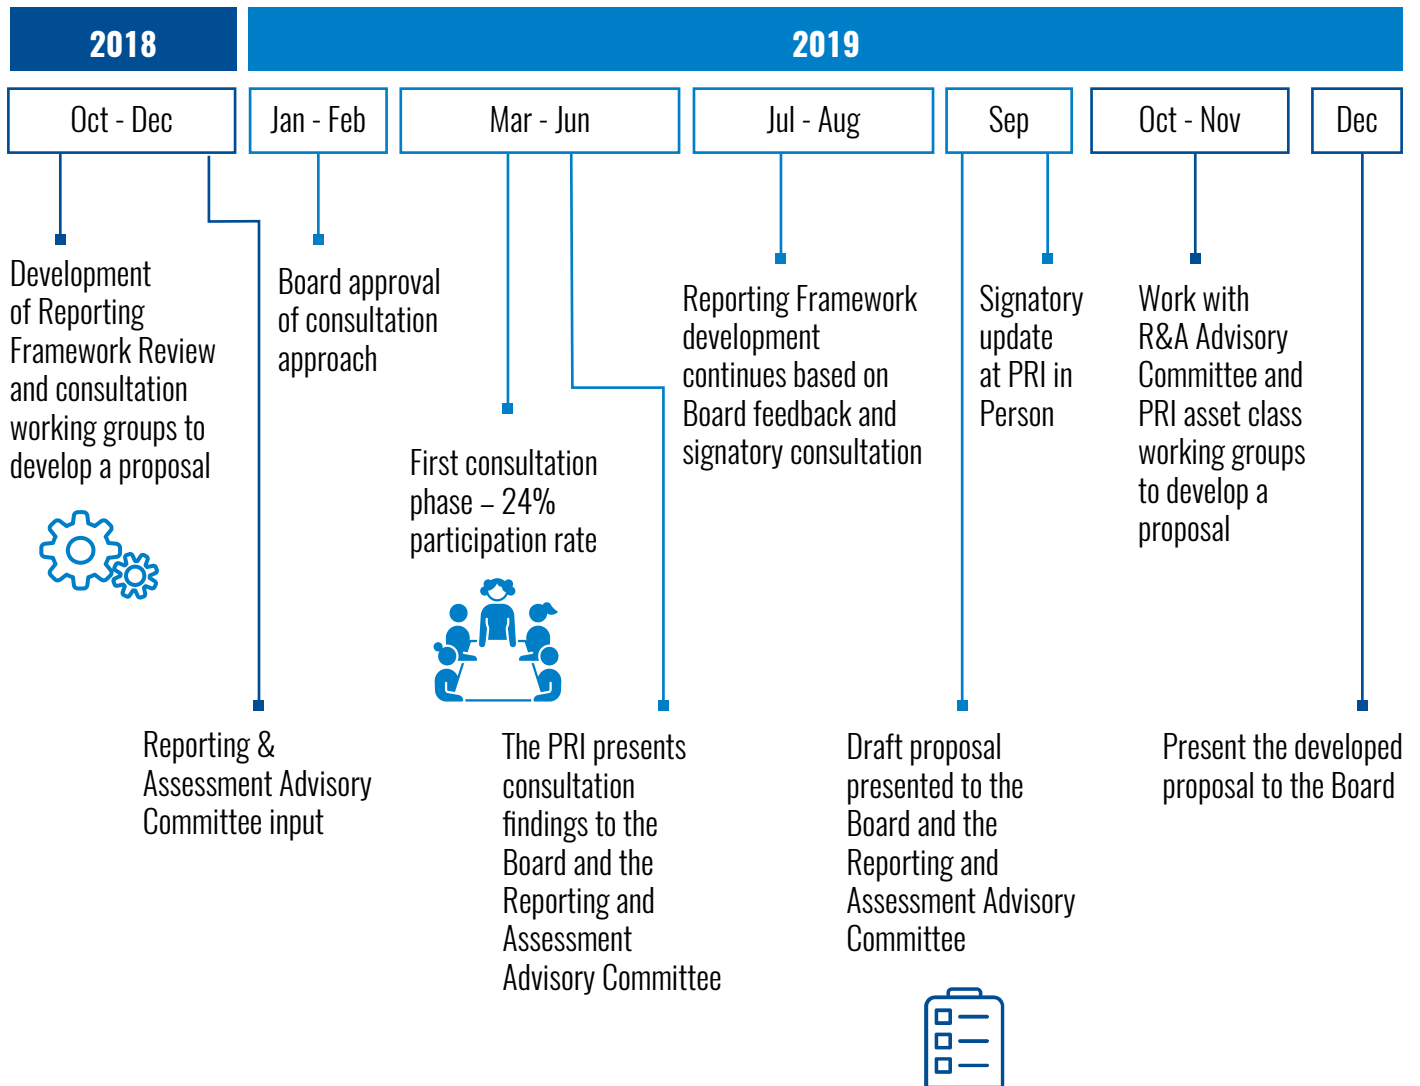 2018
2019
Oct - Dec
Jan - Feb
Mar - Jun
Jul - Aug
Sep
Oct - Nov
Dec
Development
of Reporting
Framework Review
and consultation
working groups to
develop a proposal
Reporting &
Assessment Advisory
Committee input
Board approval
of consultation
approach
First consultation
phase – 24%
participation rate
The PRI presents
consultation
findings to the
Board and the
Reporting and
Assessment
Advisory Committee
Reporting Framework
development
continues based on
Board feedback and
signatory consultation
Draft proposal
presented to the
Board and the
Reporting and
Assessment Advisory
Committee
Signatory
update
at PRI in
Person
Work with
R&A Advisory
Committee and
PRI asset class
working groups
to develop a
proposal
Present the developed
proposal to the Board